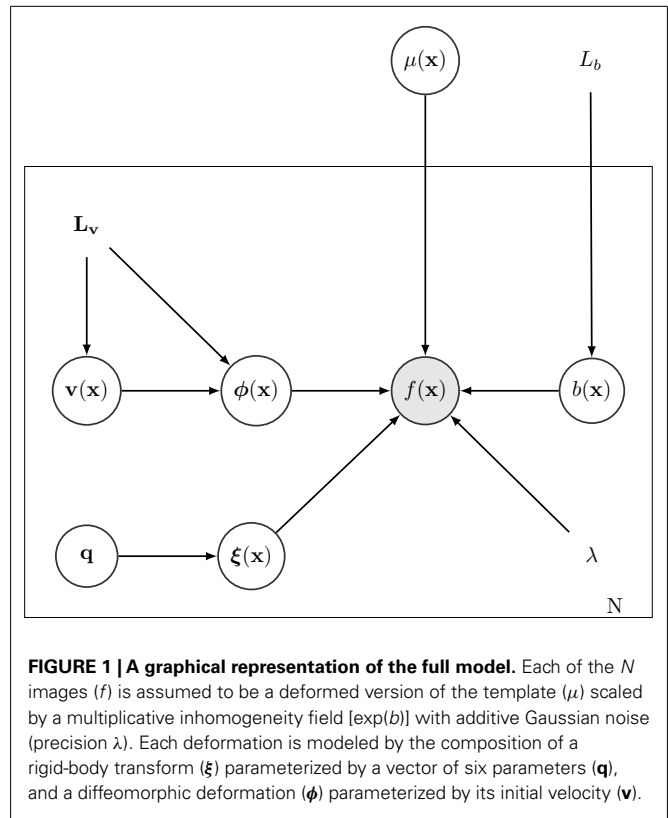 μ(x)
L_b
L_v
v(x)
ϕ(x)
f(x)
b(x)
q
ξ(x)
λ
N
FIGURE 1 | A graphical representation of the full model. Each of the N
images (f) is assumed to be a deformed version of the template (μ) scaled
by a multiplicative inhomogeneity field [exp(b)] with additive Gaussian noise
(precision λ). Each deformation is modeled by the composition of a
rigid-body transform (ξ) parameterized by a vector of six parameters (q),
and a diffeomorphic deformation (ϕ) parameterized by its initial velocity (v).